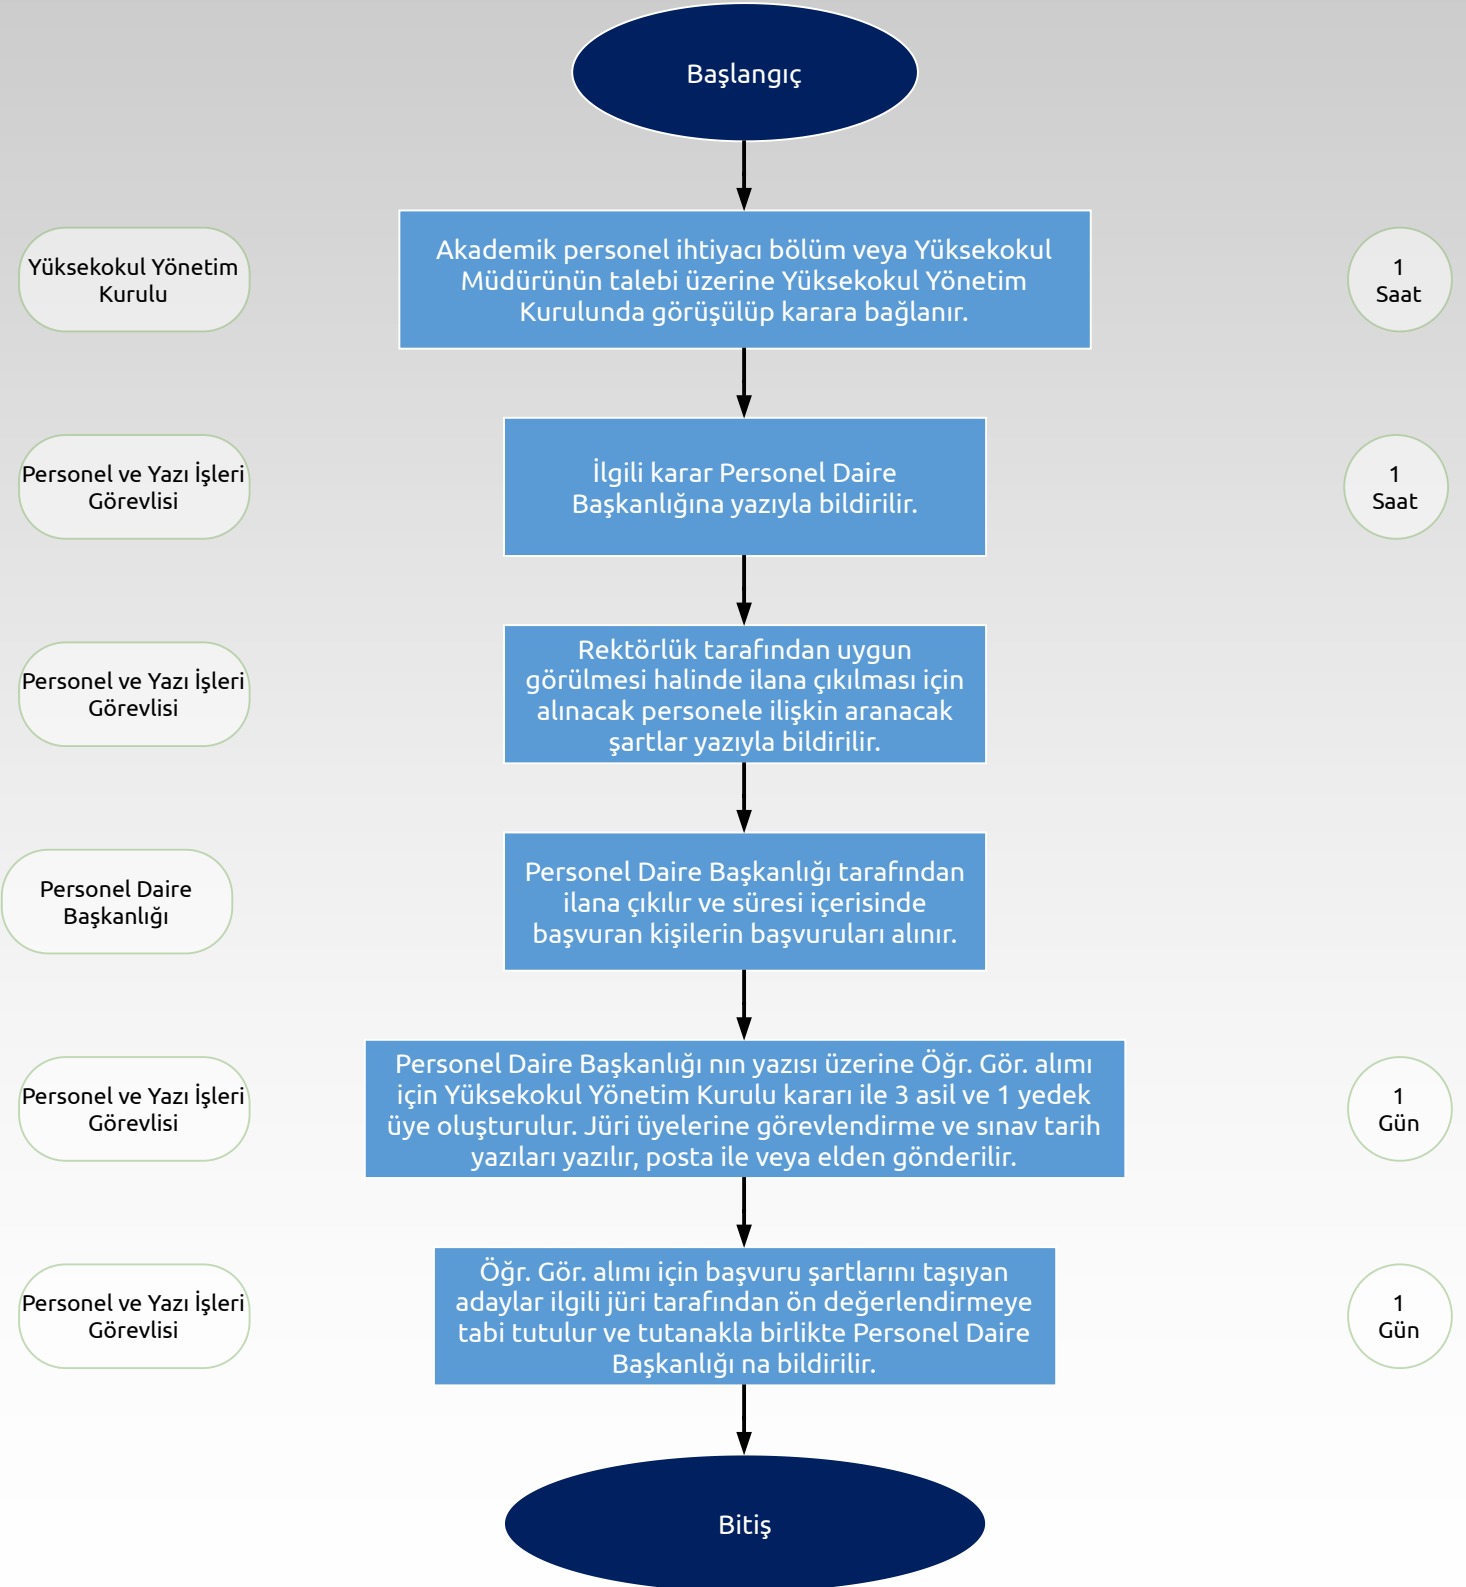 Başlangıç
Yüksekokul Yönetim
Kurulu
Akademik personel ihtiyacı bölüm veya Yüksekokul
Müdürünün talebi üzerine Yüksekokul Yönetim
Kurulunda görüşülüp karara bağlanır.
1
Saat
Personel ve Yazı İşleri
Görevlisi
İlgili karar Personel Daire
Başkanlığına yazıyla bildirilir.
1
Saat
Personel ve Yazı İşleri
Görevlisi
Rektörlük tarafından uygun
görülmesi halinde ilana çıkılması için
alınacak personele ilişkin aranacak
şartlar yazıyla bildirilir.
Personel Daire
Başkanlığı
Personel Daire Başkanlığı tarafından
ilana çıkılır ve süresi içerisinde
başvuran kişilerin başvuruları alınır.
Personel ve Yazı İşleri
Görevlisi
Personel Daire Başkanlığı nın yazısı üzerine Öğr. Gör. alımı
için Yüksekokul Yönetim Kurulu kararı ile 3 asil ve 1 yedek
üye oluşturulur. Jüri üyelerine görevlendirme ve sınav tarih
yazıları yazılır, posta ile veya elden gönderilir.
1
Gün
Personel ve Yazı İşleri
Görevlisi
Öğr. Gör. alımı için başvuru şartlarını taşıyan
adaylar ilgili jüri tarafından ön değerlendirmeye
tabi tutulur ve tutanakla birlikte Personel Daire
Başkanlığı na bildirilir.
1
Gün
Bitiş